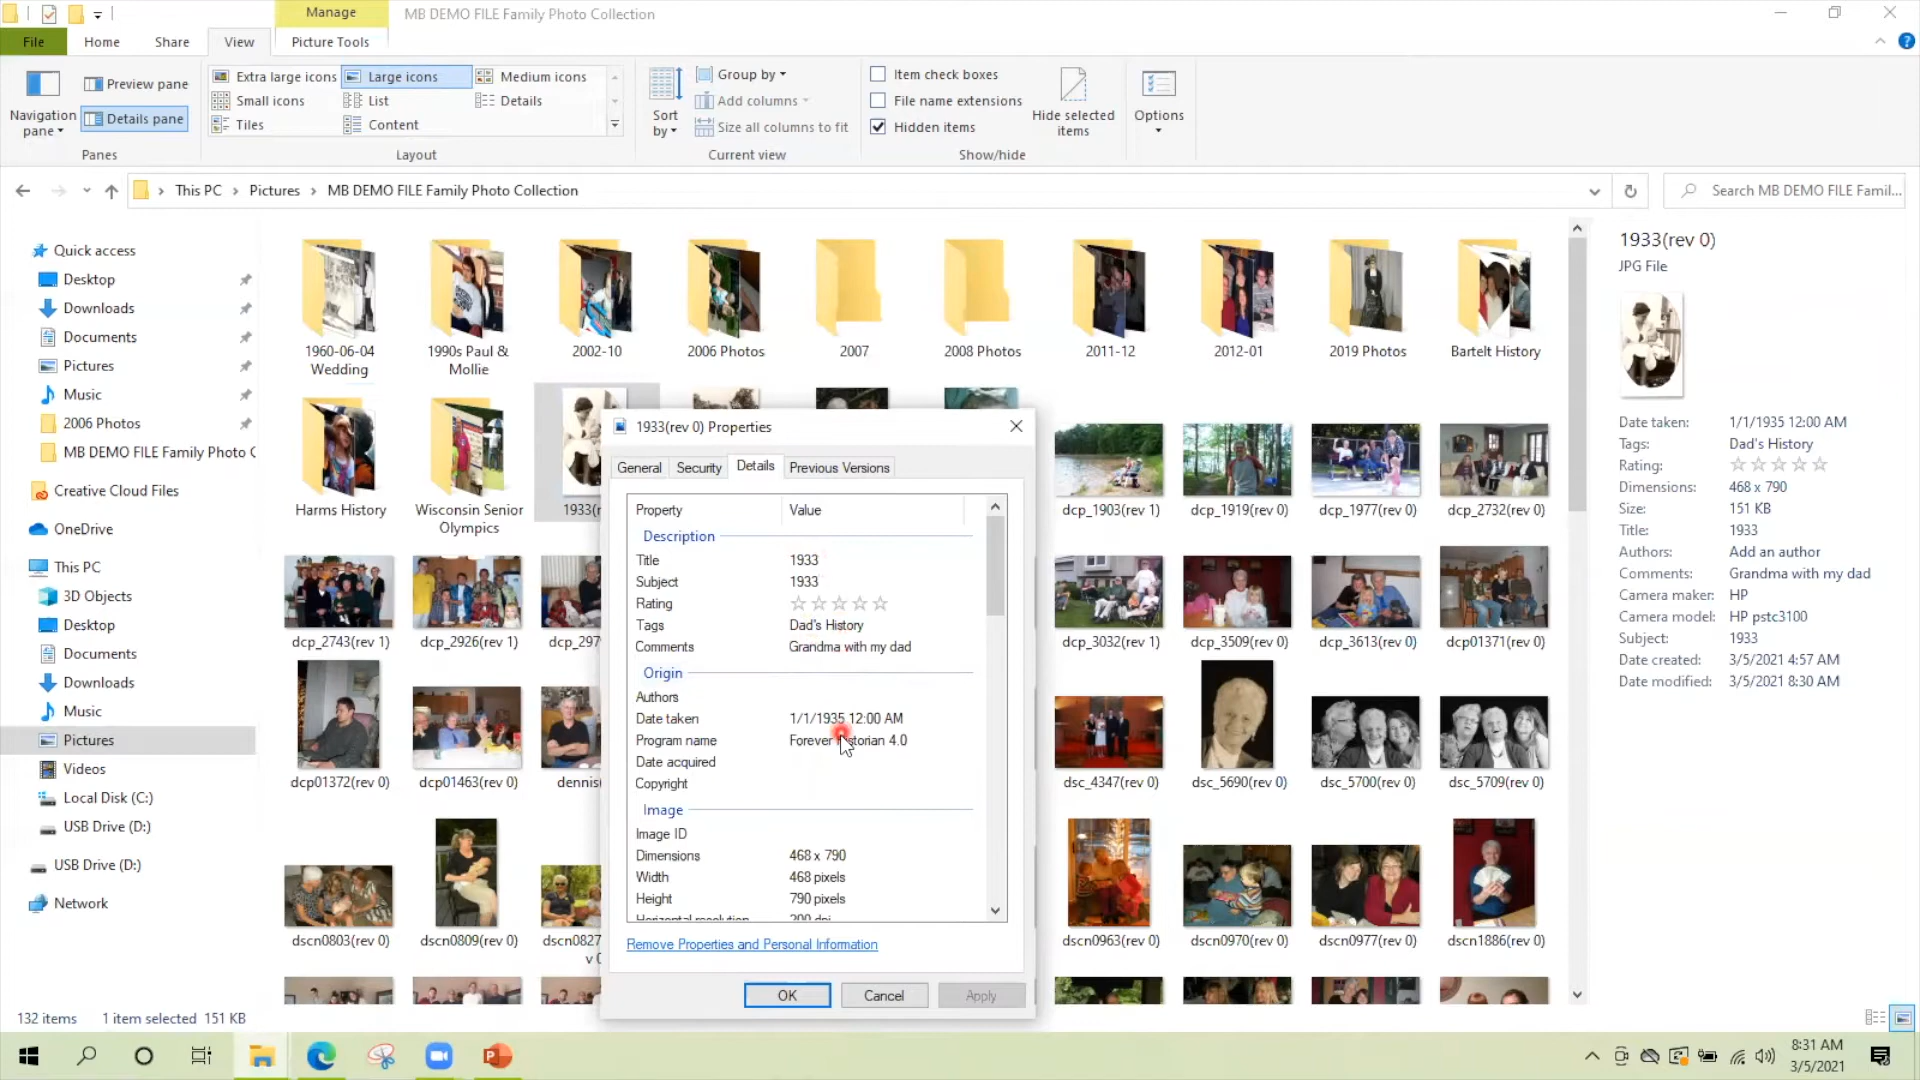 Manage
MB DEMO FILE Family Photo Collection
File
Home
Share
View
Picture Tools
Navigation
pane
Preview pane
Details pane
Panes
Extra large icons
Large icons
Medium icons
Small icons
List
Details
Tiles
Content
Layout
Sort
by
Group by
Add columns
Size all columns to fit
Current view
Item check boxes
File name extensions
Hidden items
Hide selected
items
Show/hide
Options
This PC
Pictures
MB DEMO FILE Family Photo Collection
Search MB DEMO FILE Famil...
Quick access
Desktop
Downloads
Documents
Pictures
Music
2006 Photos
MB DEMO FILE Family Photo C
Creative Cloud Files
OneDrive
This PC
3D Objects
Desktop
Documents
Downloads
Music
Pictures
Videos
Local Disk (C:)
USB Drive (D:)
USB Drive (D:)
Network
1960-06-04
Wedding
1990s Paul &
Mollie
2002-10
2006 Photos
2007
2008 Photos
2011-12
2012-01
2019 Photos
Bartelt History
Harms History
Wisconsin Senior
Olympics
1933(r
dcp_1903(rev 1)
dcp_1919(rev 0)
dcp_1977(rev 0)
dcp_2732(rev 0)
dcp_2743(rev 1)
dcp_2926(rev 1)
dcp_297
dcp_3032(rev 1)
dcp_3509(rev 0)
dcp_3613(rev 0)
dcp01371(rev 0)
dcp01372(rev 0)
dcp01463(rev 0)
dennis(
dsc_4347(rev 0)
dsc_5690(rev 0)
dsc_5700(rev 0)
dsc_5709(rev 0)
dscn0803(rev 0)
dscn0809(rev 0)
dscn0827
v 0
dscn0963(rev 0)
dscn0970(rev 0)
dscn0977(rev 0)
dscn1886(rev 0)
1933(rev 0) Properties
General
Security
Details
Previous Versions
Property
Value
Description
Title 1933
Subject 1933
Rating
Tags Dad's History
Comments Grandma with my dad
Origin
Authors
Date taken 1/1/1935 12:00 AM
Program name Forever Historian 4.0
Date acquired
Copyright
Image
Image ID
Dimensions 468 x 790
Width 468 pixels
Height 790 pixels
Horizontal resolution 200 dpi
Remove Properties and Personal Information
OK
Cancel
Apply
1933(rev 0)
JPG File
Date taken: 1/1/1935 12:00 AM
Tags: Dad's History
Rating:
Dimensions: 468 x 790
Size: 151 KB
Title: 1933
Authors: Add an author
Comments: Grandma with my dad
Camera maker: HP
Camera model: HP pstc3100
Subject: 1933
Date created: 3/5/2021 4:57 AM
Date modified: 3/5/2021 8:30 AM
132 items
1 item selected 151 KB
8:31 AM
3/5/2021